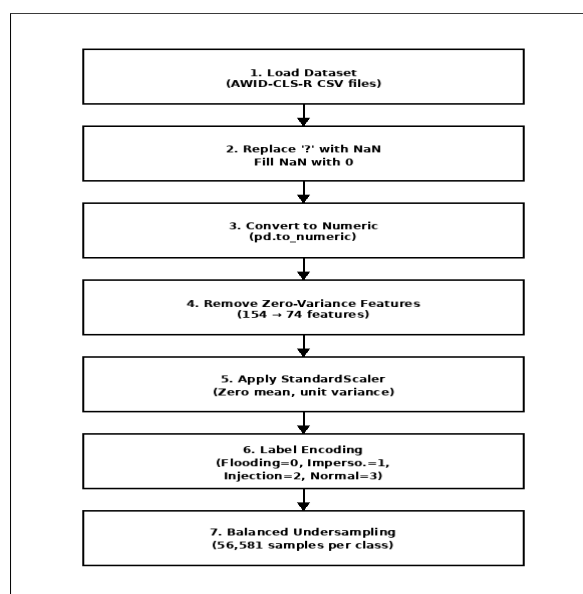 1. Load Dataset
(AWID-CLS-R CSV files)
2. Replace '?' with NaN
Fill NaN with 0
3. Convert to Numeric
(pd.to_numeric)
4. Remove Zero-Variance Features
(154 → 74 features)
5. Apply StandardScaler
(Zero mean, unit variance)
6. Label Encoding
(Flooding=0, Imperso.=1,
Injection=2, Normal=3)
7. Balanced Undersampling
(56,581 samples per class)